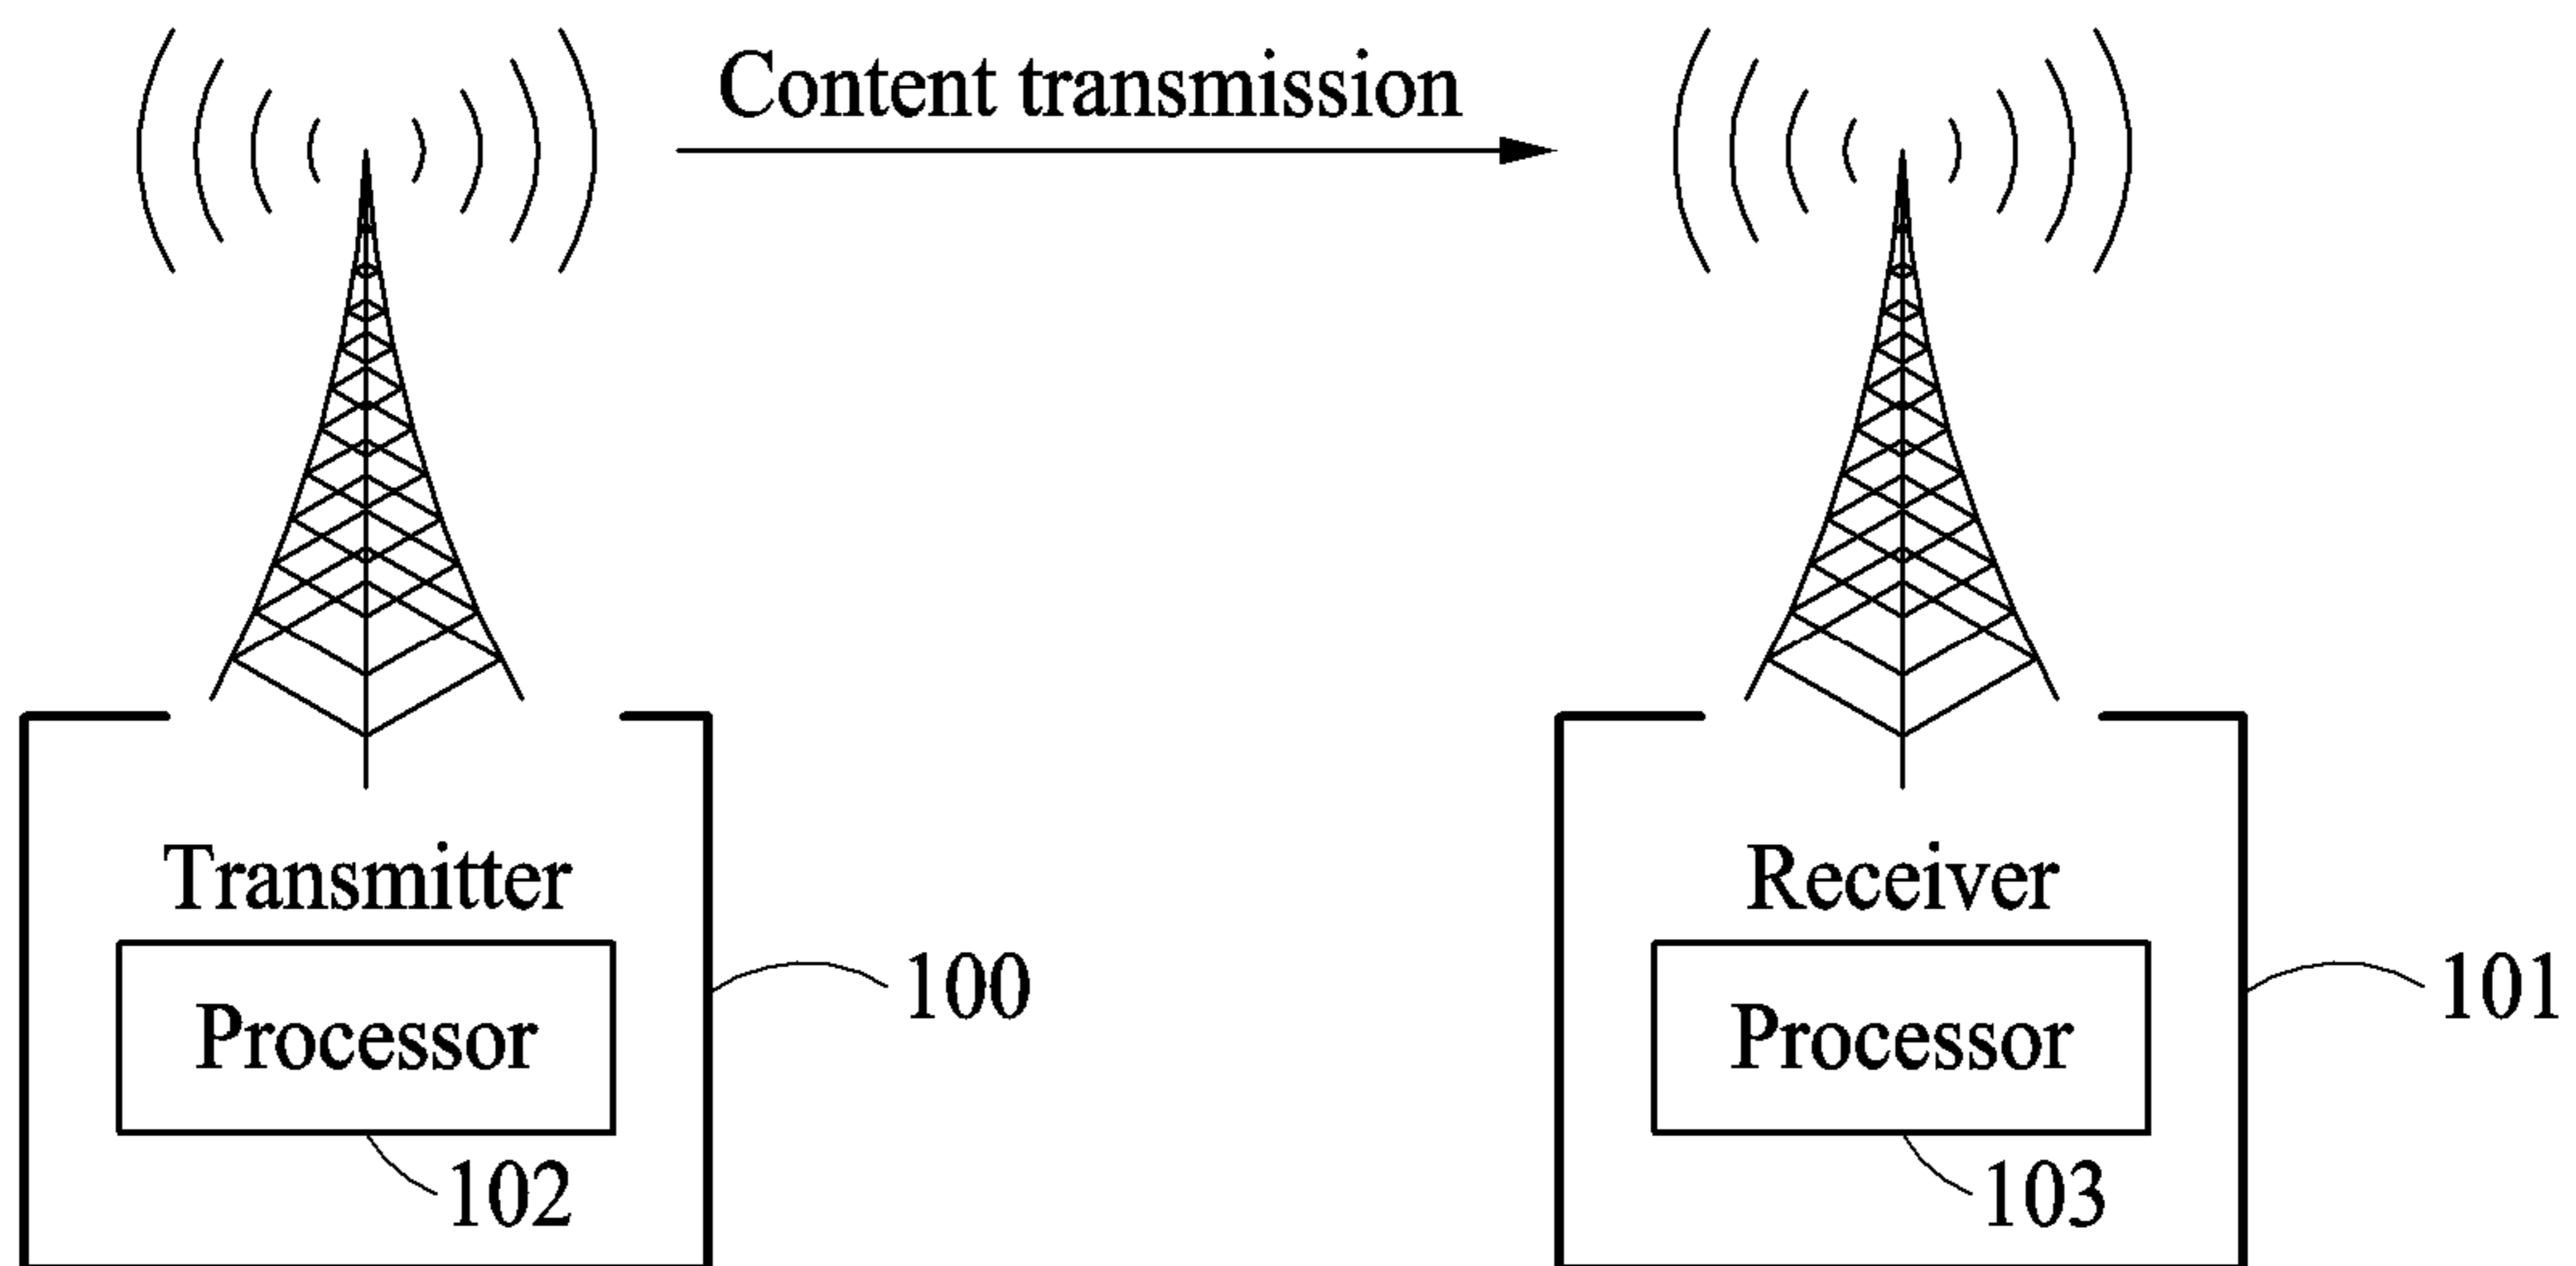 Content transmission
Transmitter
Receiver
Processor
100
Processor
101
102
103